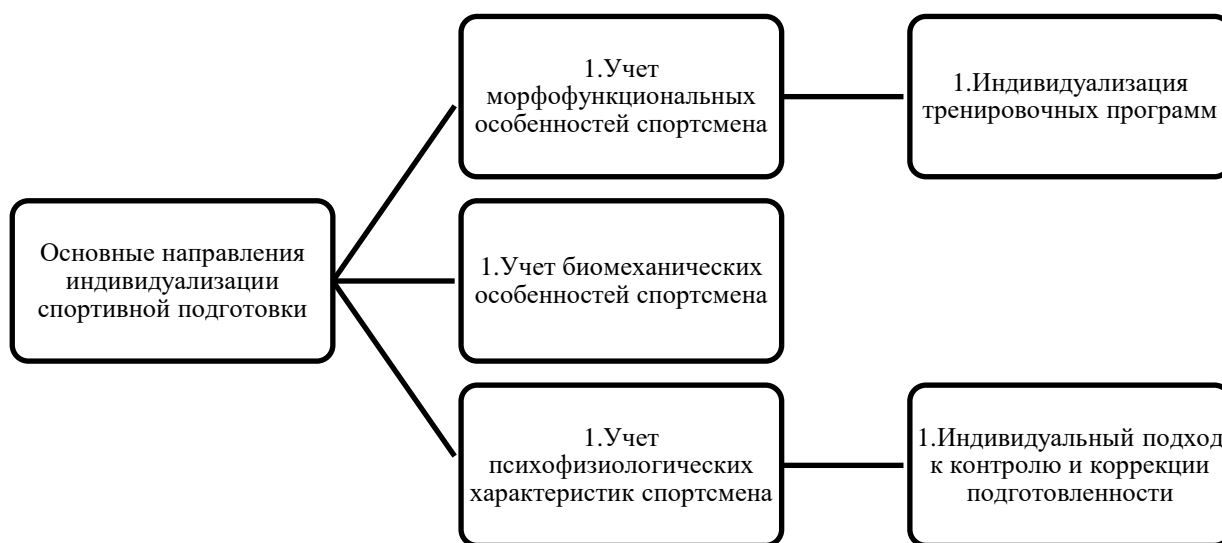 Основные направления
индивидуализации
спортивной подготовки
1.Учет
морфофункциональных
особенностей спортсмена
1.Индивидуализация
тренировочных программ
1.Учет биомеханических
особенностей спортсмена
1.Учет
психофизиологических
характеристик спортсмена
1.Индивидуальный подход
к контролю и коррекции
подготовленности